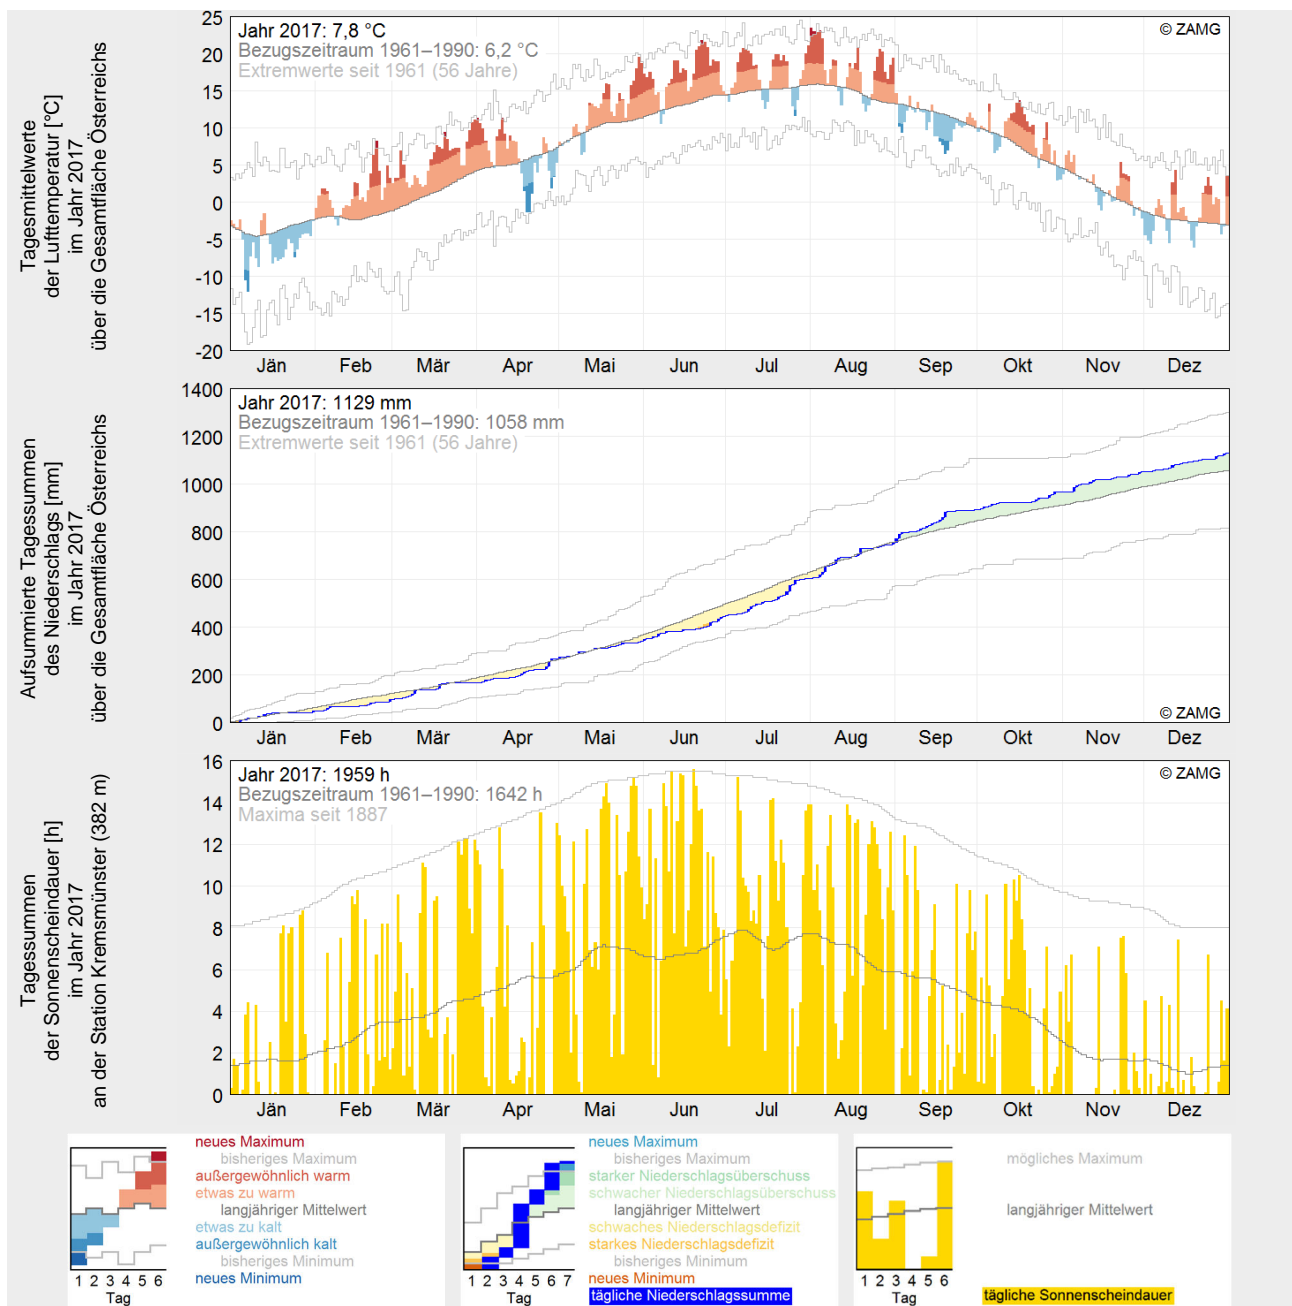 Tagesmittelwerte
der Lufttemperatur [°C]
im Jahr 2017
über die Gesamtfläche Österreichs
25
20
15
10
5
0
-5
-10
-15
-20
Jahr 2017: 7,8 °C
Bezugszeitraum 1961–1990: 6,2 °C
Extremwerte seit 1961 (56 Jahre)
© ZAMG
Jän Feb Mär Apr Mai Jun Jul Aug Sep Okt Nov Dez
Aufsummierte Tagessummen
des Niederschlags [mm]
im Jahr 2017
über die Gesamtfläche Österreichs
1400
1200
1000
800
600
400
200
0
Jahr 2017: 1129 mm
Bezugszeitraum 1961–1990: 1058 mm
Extremwerte seit 1961 (56 Jahre)
© ZAMG
Jän Feb Mär Apr Mai Jun Jul Aug Sep Okt Nov Dez
Tagessummen
der Sonnenscheindauer [h]
im Jahr 2017
an der Station Kremsmünster (382 m)
16
14
12
10
8
6
4
2
0
Jahr 2017: 1959 h
Bezugszeitraum 1961–1990: 1642 h
Maxima seit 1887
© ZAMG
Jän Feb Mär Apr Mai Jun Jul Aug Sep Okt Nov Dez
neues Maximum
bisheriges Maximum
außergewöhnlich warm
etwas zu warm
langjähriger Mittelwert
etwas zu kalt
außergewöhnlich kalt
bisheriges Minimum
neues Minimum
1 2 3 4 5 6
Tag
neues Maximum
bisheriges Maximum
starker Niederschlagsüberschuss
schwacher Niederschlagsüberschuss
langjähriger Mittelwert
schwaches Niederschlagsdefizit
starkes Niederschlagsdefizit
bisheriges Minimum
neues Minimum
tägliche Niederschlagssumme
1 2 3 4 5 6 7
Tag
mögliches Maximum
langjähriger Mittelwert
tägliche Sonnenscheindauer
1 2 3 4 5 6
Tag